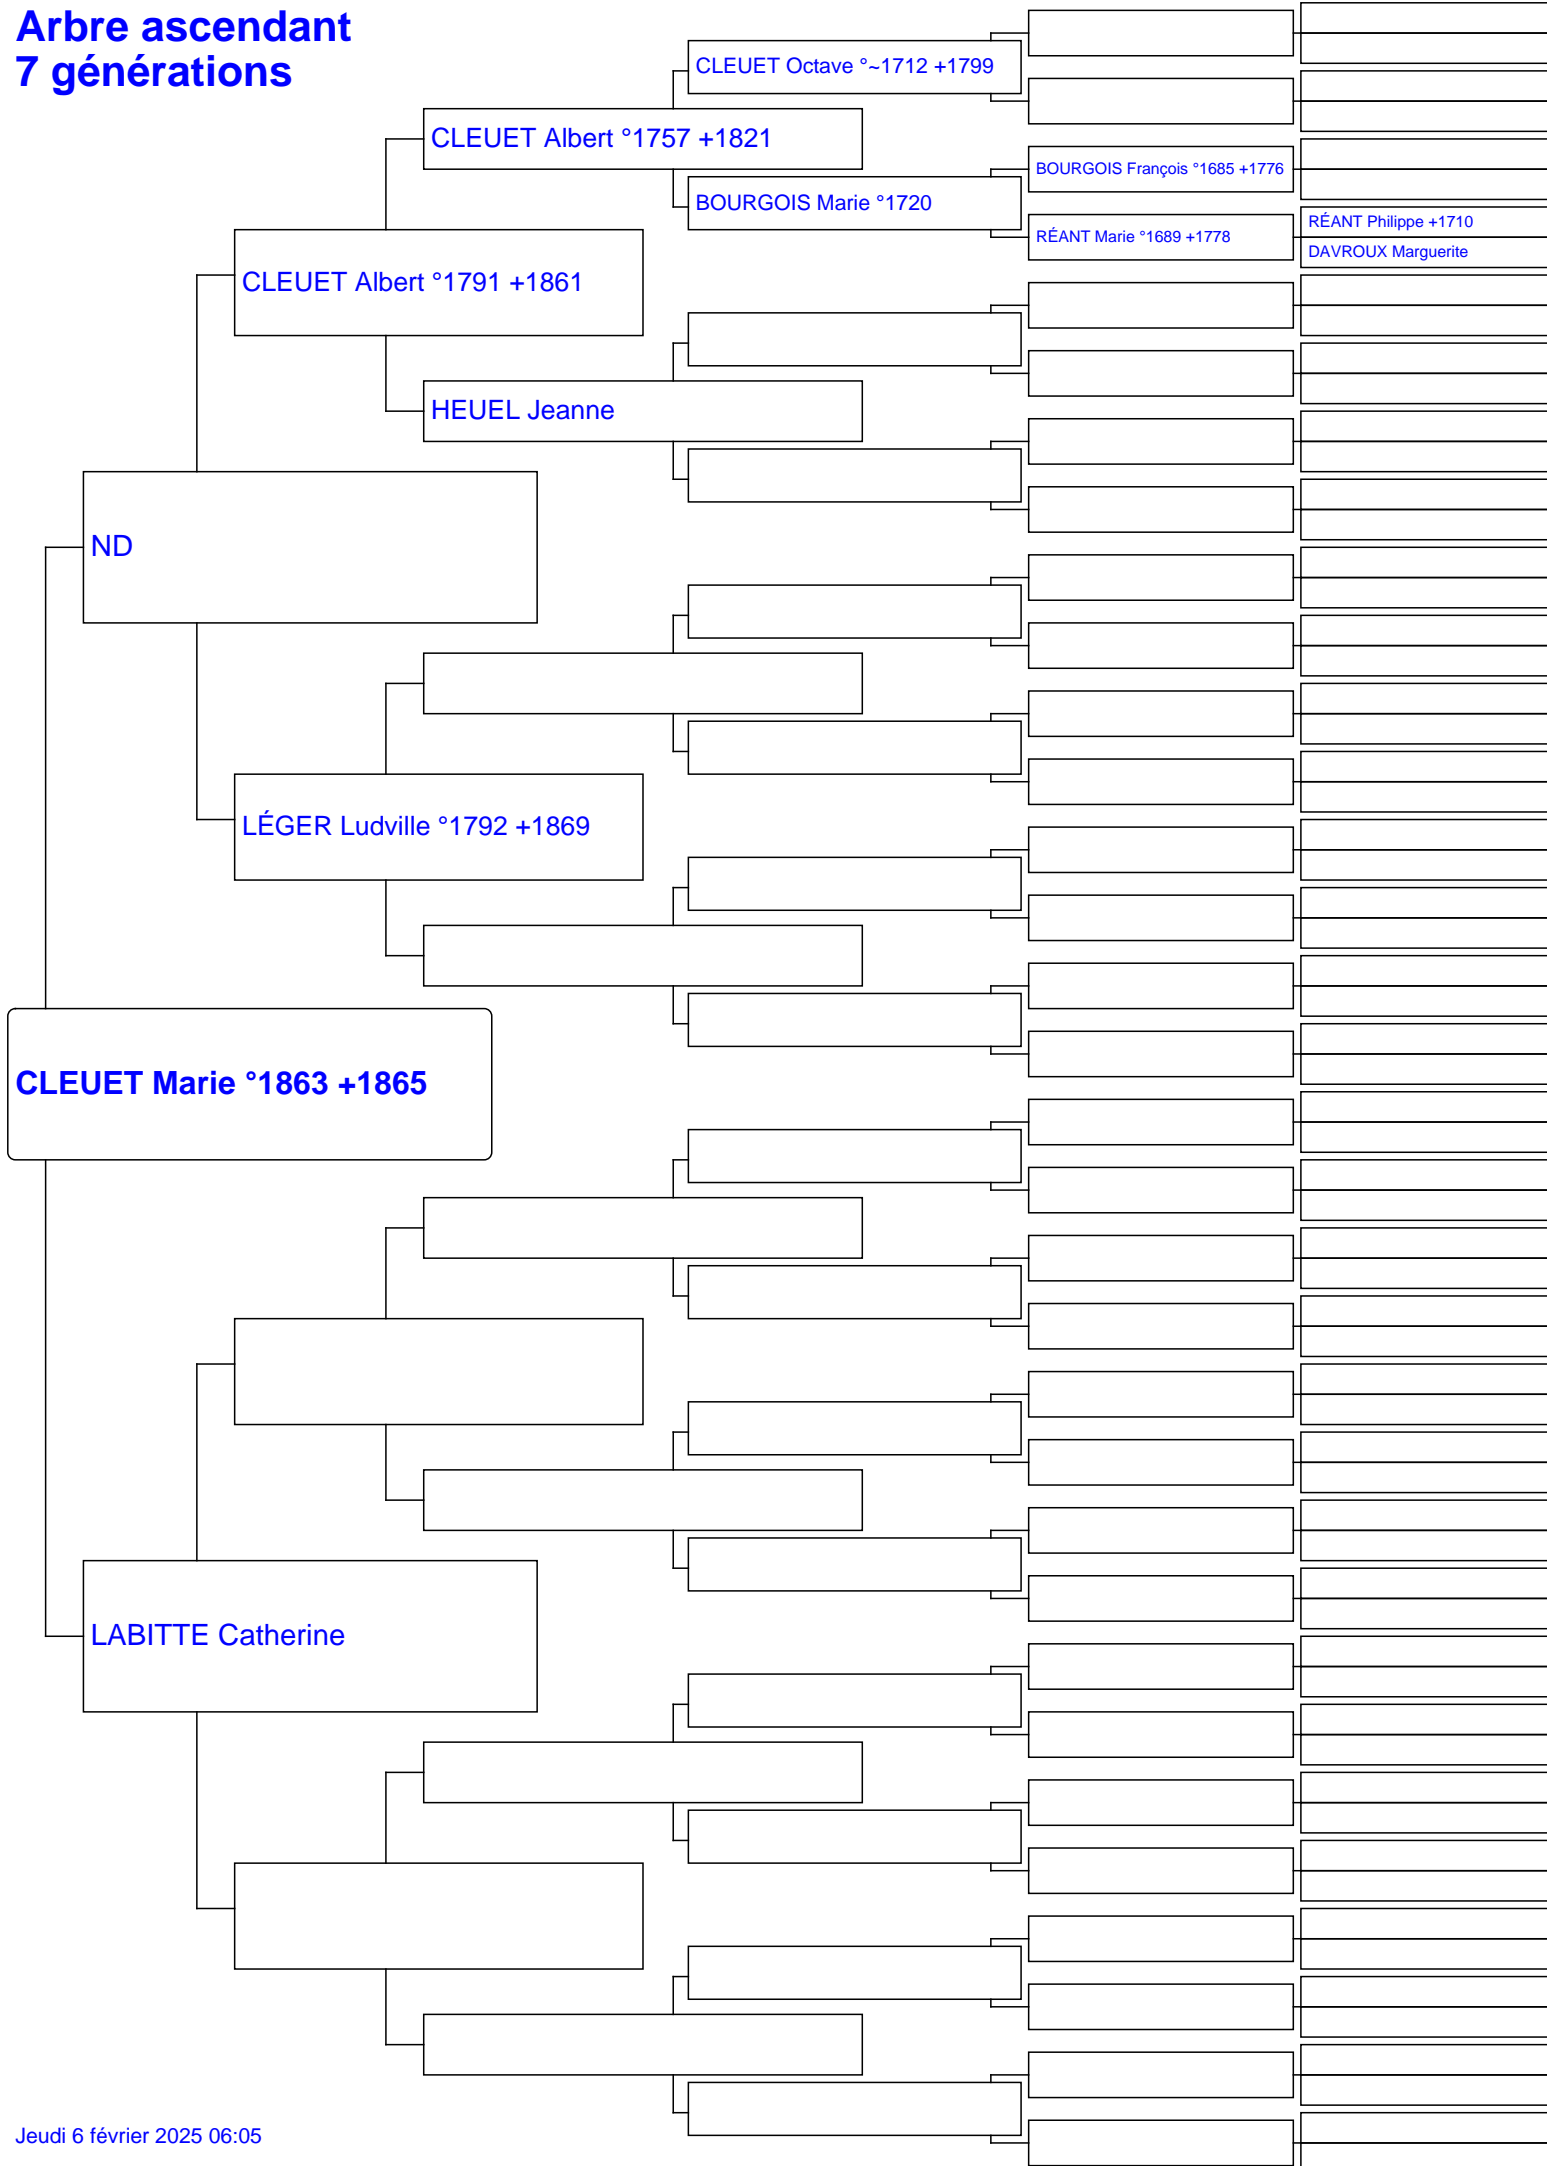 Arbre ascendant
7 générations
CLEUET Octave °~1712 +1799
CLEUET Albert °1757 +1821
BOURGOIS François °1685 +1776
BOURGOIS Marie °1720
RÉANT Philippe +1710
RÉANT Marie °1689 +1778
DAVROUX Marguerite
CLEUET Albert °1791 +1861
HEUEL Jeanne
ND
LÉGER Ludville °1792 +1869
CLEUET Marie °1863 +1865
LABITTE Catherine
Jeudi 6 février 2025 06:05